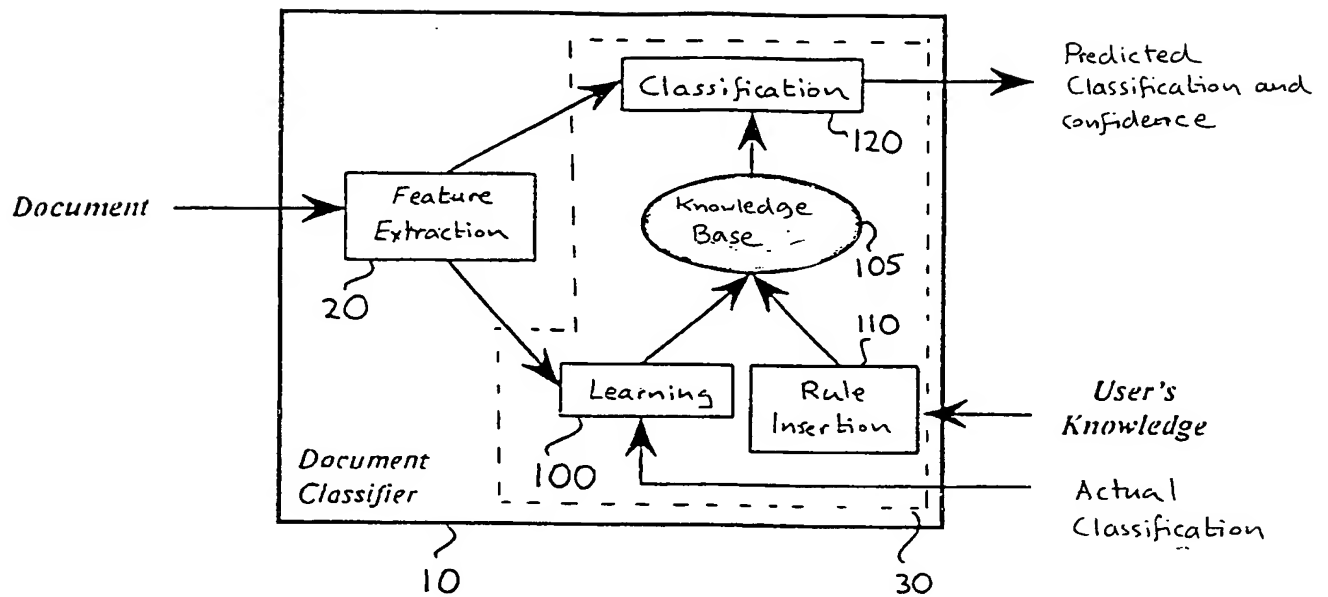 Predicted
Classification and
confidence
Classification
120
Document
Feature
Extraction
20
Knowledge
Base
105
110
Learning
100
Rule
Insertion
User's
Knowledge
Document
Classifier
Actual
Classification
10
30